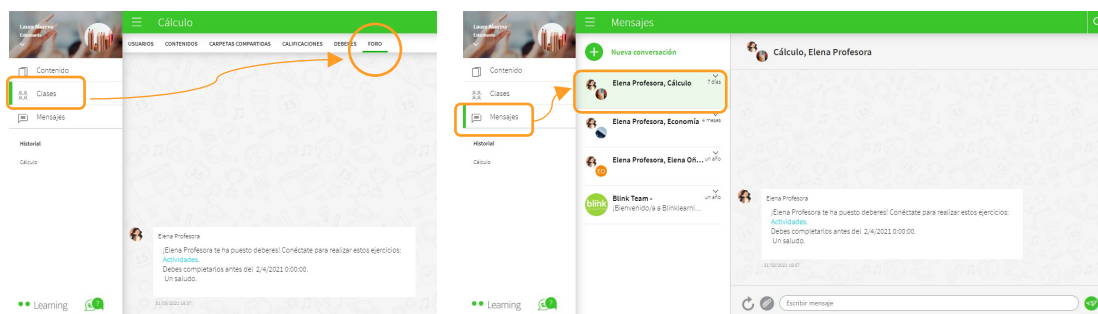 Laura Alumna
Estudiante
Cálculo
USUARIOS CONTENIDOS CARPETAS COMPARTIDAS CALIFICACIONES DEBERES FORO
Contenido
Clases
Mensajes
Historial
Cálculo
Elena Profesora
¡Elena Profesora te ha puesto deberes! Conéctate para realizar estos ejercicios:
Actividades.
Debes completarlos antes del 2/4/2021 0:00:00.
Un saludo.
Learning
?
Laura Alumna
Estudiante
Mensajes
Contenido
Clases
Mensajes
Historial
Cálculo
Learning
?
Nueva conversación
Elena Profesora, Cálculo 7 días
Elena Profesora, Economía 4 meses
Elena Profesora, Elena Oñ... un año
TO
Blink Team - un año
¡Bienvenido/a a Blinklearni...
blink
Cálculo, Elena Profesora
Elena Profesora
¡Elena Profesora te ha puesto deberes! Conéctate para realizar estos ejercicios:
Actividades.
Debes completarlos antes del 2/4/2021 0:00:00.
Un saludo.
Escribir mensaje